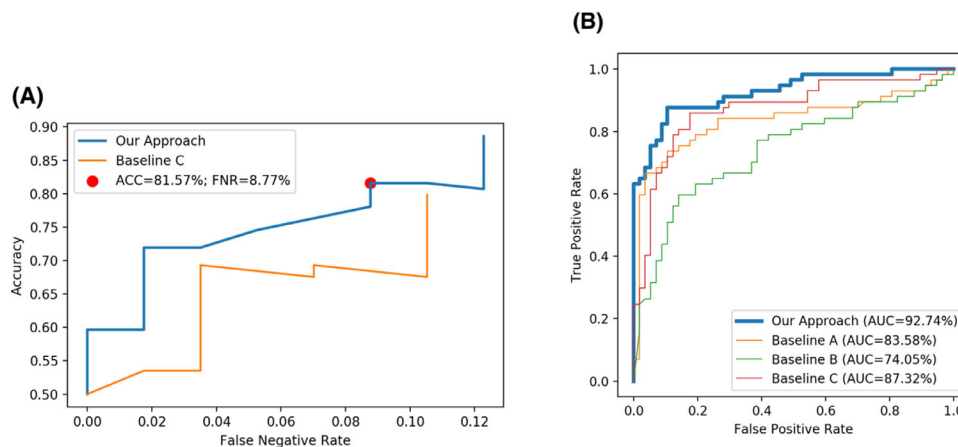 (A)
0.90
0.85
0.80
0.75
0.70
0.65
0.60
0.55
0.50
Accuracy
Our Approach
Baseline C
ACC=81.57%; FNR=8.77%
0.00 0.02 0.04 0.06 0.08 0.10 0.12
False Negative Rate
(B)
1.0
0.8
0.6
0.4
0.2
0.0
True Positive Rate
Our Approach (AUC=92.74%)
Baseline A (AUC=83.58%)
Baseline B (AUC=74.05%)
Baseline C (AUC=87.32%)
0.0 0.2 0.4 0.6 0.8 1.0
False Positive Rate